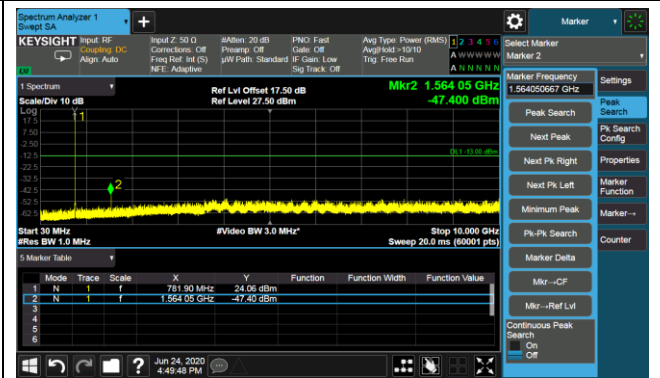 Spectrum Analyzer 1
Swept SA
+
Marker
KEYSIGHT
Input: RF
Coupling: DC
Align: Auto
Input Z: 50 Ω
Corrections: Off
Freq Ref: Int (S)
NFE: Adaptive
#Atten: 20 dB
Preamp: Off
µW Path: Standard
PNO: Fast
Gate: Off
IF Gain: Low
Sig Track: Off
Avg Type: Power (RMS)
Avg|Hold:>10/10
Trig: Free Run
1 2 3 4 5 6
A W W W W W
A N N N N N
Select Marker
Marker 2
1 Spectrum
Scale/Div 10 dB
Ref Lvl Offset 17.50 dB
Ref Level 27.50 dBm
Mkr2 1.564 05 GHz
-47.400 dBm
Log
17.5
7.50
-2.50
-12.5
-22.5
-32.5
-42.5
-52.5
-62.5
1
2
DL1 -13.00 dBm
Start 30 MHz
#Res BW 1.0 MHz
#Video BW 3.0 MHz*
Stop 10.000 GHz
Sweep 20.0 ms (60001 pts)
5 Marker Table
Mode Trace Scale X Y Function Function Width Function Value
1 N 1 f 781.90 MHz 24.06 dBm
2 N 1 f 1.564 05 GHz -47.40 dBm
3
4
5
6
Marker Frequency
1.564050667 GHz
Peak Search
Next Peak
Next Pk Right
Next Pk Left
Minimum Peak
Pk-Pk Search
Marker Delta
Mkr→CF
Mkr→Ref Lvl
Continuous Peak
Search
On
Off
Settings
Peak
Search
Pk Search
Config
Properties
Marker
Function
Marker→
Counter
?
Jun 24, 2020
4:49:48 PM